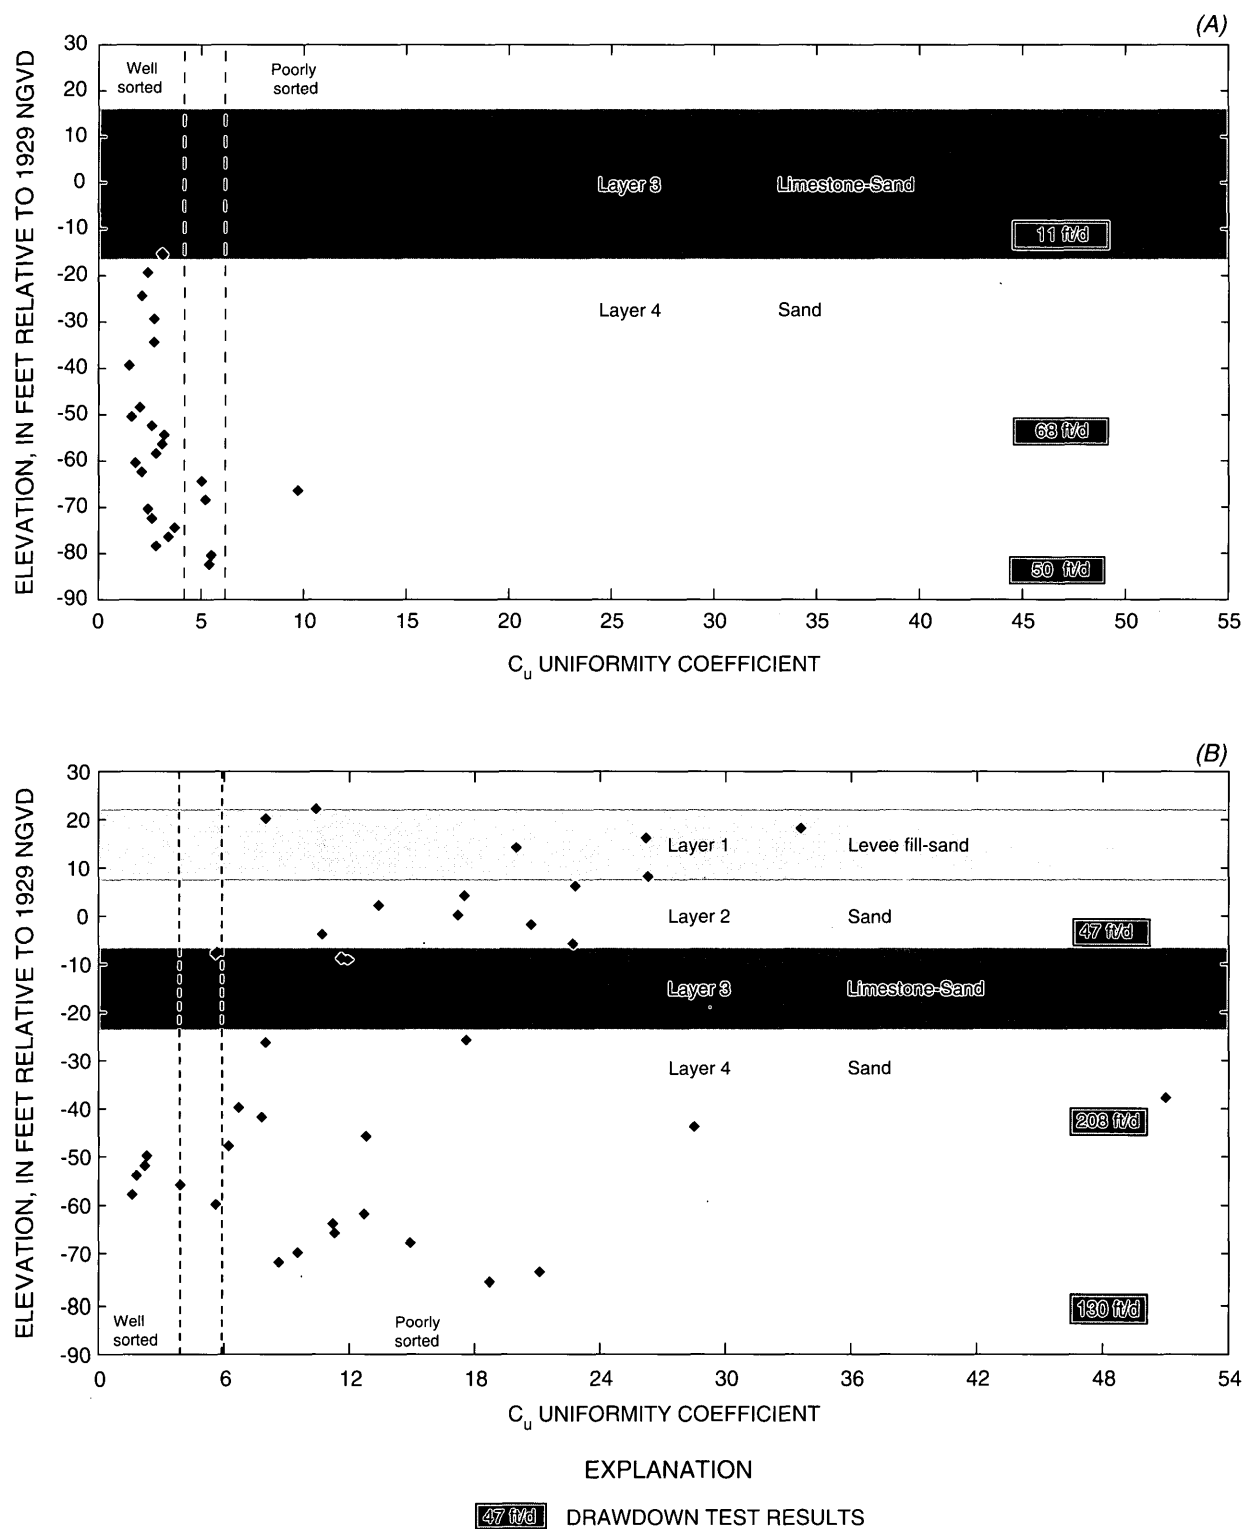 (A)
ELEVATION, IN FEET RELATIVE TO 1929 NGVD
30
20
10
0
-10
-20
-30
-40
-50
-60
-70
-80
-90
Well
sorted
Poorly
sorted
Layer 3 Limestone-Sand
11 ft/d
Layer 4 Sand
68 ft/d
50 ft/d
0 5 10 15 20 25 30 35 40 45 50 55
Cu UNIFORMITY COEFFICIENT
(B)
ELEVATION, IN FEET RELATIVE TO 1929 NGVD
30
20
10
0
-10
-20
-30
-40
-50
-60
-70
-80
-90
Layer 1 Levee fill-sand
Layer 2 Sand
47 ft/d
Layer 3 Limestone-Sand
Layer 4 Sand
208 ft/d
130 ft/d
Well
sorted
Poorly
sorted
0 6 12 18 24 30 36 42 48 54
Cu UNIFORMITY COEFFICIENT
EXPLANATION
47 ft/d DRAWDOWN TEST RESULTS